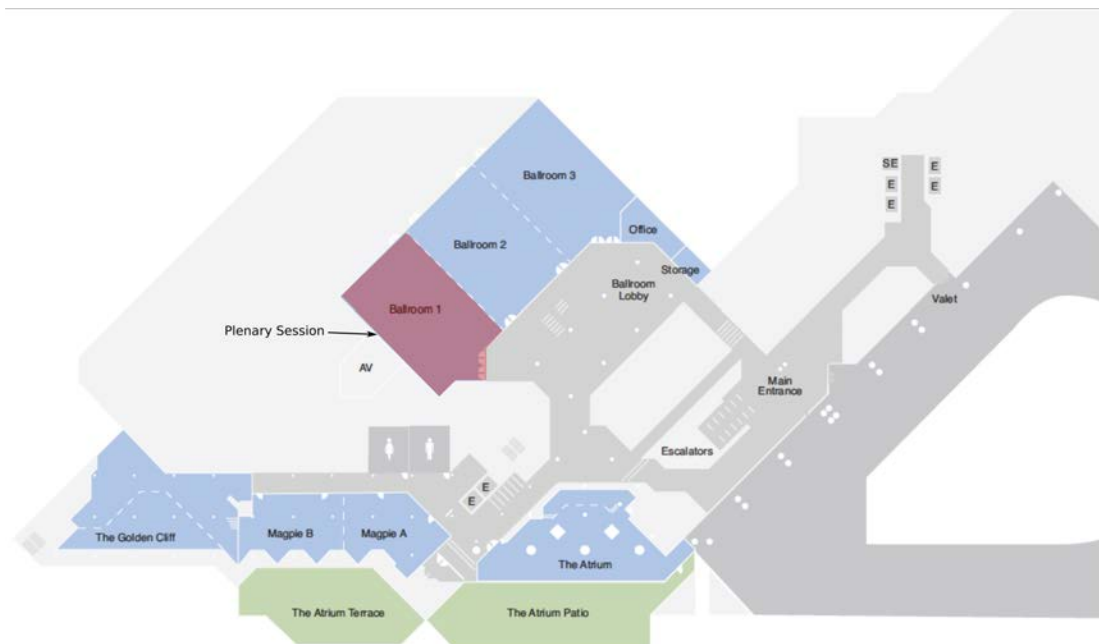 SE
E
E
E
E
E
Ballroom 3
Office
Ballroom 2
Storage
Ballroom
Lobby
Valet
Ballroom 1
Plenary Session
AV
Main
Entrance
Escalators
E
E
The Golden Cliff
Magpie B
Magpie A
The Atrium
The Atrium Terrace
The Atrium Patio